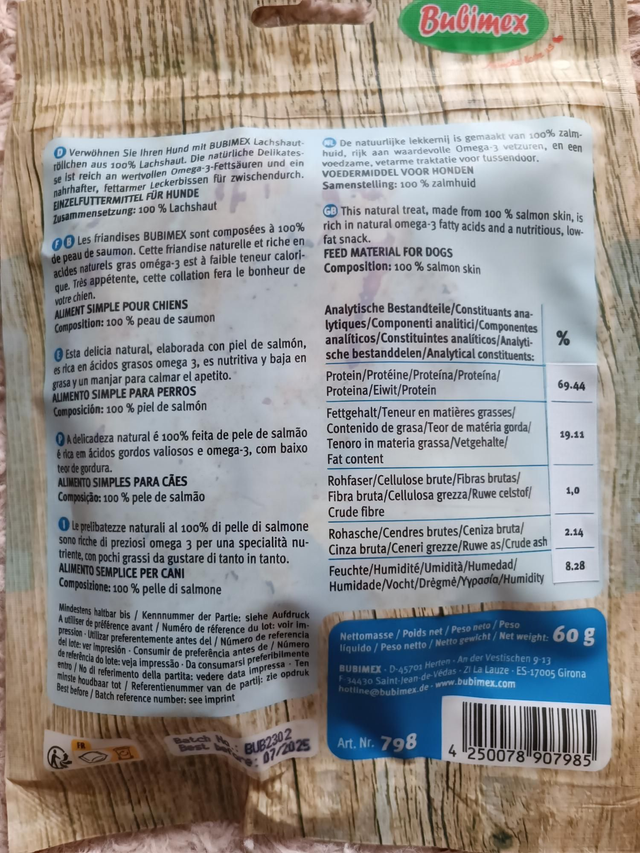 Bubimex
D Verwöhnen Sie Ihren Hund mit BUBIMEX Lachshaut-
röllchen aus 100% Lachshaut. Die natürliche Delikates-
se ist reich an wertvollen Omega-3-Fettsäuren und ein
nahrhafter, fettarmer Leckerbissen für zwischendurch.
EINZELFUTTERMITTEL FÜR HUNDE
Zusammensetzung: 100 % Lachshaut
F B Les friandises BUBIMEX sont composées à 100%
de peau de saumon. Cette friandise naturelle et riche en
acides naturels gras oméga-3 est à faible teneur calori-
que. Très appétente, cette collation fera le bonheur de
votre chien.
ALIMENT SIMPLE POUR CHIENS
Composition: 100 % peau de saumon
E Esta delicia natural, elaborada con piel de salmón,
es rica en ácidos grasos omega 3, es nutritiva y baja en
grasa y un manjar para calmar el apetito.
ALIMENTO SIMPLE PARA PERROS
Composición: 100 % piel de salmón
P A delicadeza natural é 100% feita de pele de salmão
é rica em ácidos gordos valiosos e omega-3, com baixo
teor de gordura.
ALIMENTO SIMPLES PARA CÃES
Composição: 100 % pele de salmão
I Le prelibatezze naturali al 100% di pelle di salmone
sono ricche di preziosi omega 3 per una specialità nu-
triente, con pochi grassi da gustare di tanto in tanto.
ALIMENTO SEMPLICE PER CANI
Composizione: 100 % pelle di salmone
Mindestens haltbar bis / Kennnummer der Partie: siehe Aufdruck
A utiliser de préférence avant / Numéro de référence du lot: voir im-
pression · Utilizar preferentemente antes del / Número de referencia
del lote: ver impresión · Consumir de preferência antes de / Número
de referência do lote: veja impressão · Da consumarsi preferibilmente
entro / No di riferimento della partita: vedere data impressa · Ten
minste houdbaar tot / Referentienummer van de partij: zie opdruk
Best before / Batch reference number: see imprint
FR
Batch Nr.: BUB2302
Best before: 07/2025
NL De natuurlijke lekkernij is gemaakt van 100% zalm-
huid, rijk aan waardevolle Omega-3 vetzuren, en een
voedzame, vetarme traktatie voor tussendoor.
VOEDERMIDDEL VOOR HONDEN
Samenstelling: 100 % zalmhuid
GB This natural treat, made from 100 % salmon skin, is
rich in natural omega-3 fatty acids and a nutritious, low-
fat snack.
FEED MATERIAL FOR DOGS
Composition: 100 % salmon skin
Analytische Bestandteile/Constituants ana-
lytiques/Componenti analitici/Componentes
analíticos/Constituintes analíticos/Analyti-
sche bestanddelen/Analytical constituents:
%
Protein/Protéine/Proteína/Proteína/
Proteina/Eiwit/Protein
69.44
Fettgehalt/Teneur en matières grasses/
Contenido de grasa/Teor de matéria gorda/
Tenoro in materia grassa/Vetgehalte/
Fat content
19.11
Rohfaser/Cellulose brute/Fibras brutas/
Fibra bruta/Cellulosa grezza/Ruwe celstof/
Crude fibre
1,0
Rohasche/Cendres brutes/Ceniza bruta/
Cinza bruta/Ceneri grezze/Ruwe as/Crude ash
2.14
Feuchte/Humidité/Umidità/Humedad/
Humidade/Vocht/Drėgmė/Υγρασία/Humidity
8.28
Nettomasse / Poids net / Peso neto / Peso
líquido / Peso netto / Netto gewicht / Net weight: 60 g
BUBIMEX · D-45701 Herten · An der Vestischen 9-13
F-34430 Saint-Jean-de-Védas · ZI La Lauze · ES-17005 Girona
hotline@bubimex.de · www.bubimex.com
Art. Nr. 798
4 250078 907985